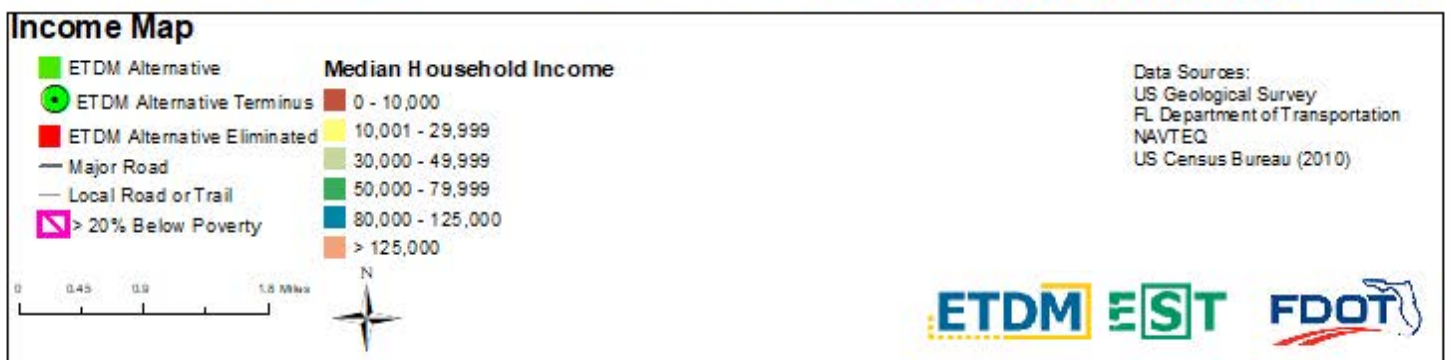 Income Map
ETDM Alternative
ETDM Alternative Terminus
ETDM Alternative Eliminated
Major Road
Local Road or Trail
> 20% Below Poverty
Median Household Income
0 - 10,000
10,001 - 29,999
30,000 - 49,999
50,000 - 79,999
80,000 - 125,000
> 125,000
Data Sources:
US Geological Survey
FL Department of Transportation
NAVTEQ
US Census Bureau (2010)
0 0.45 0.9 1.8 Miles
N
ETDM EST FDOT